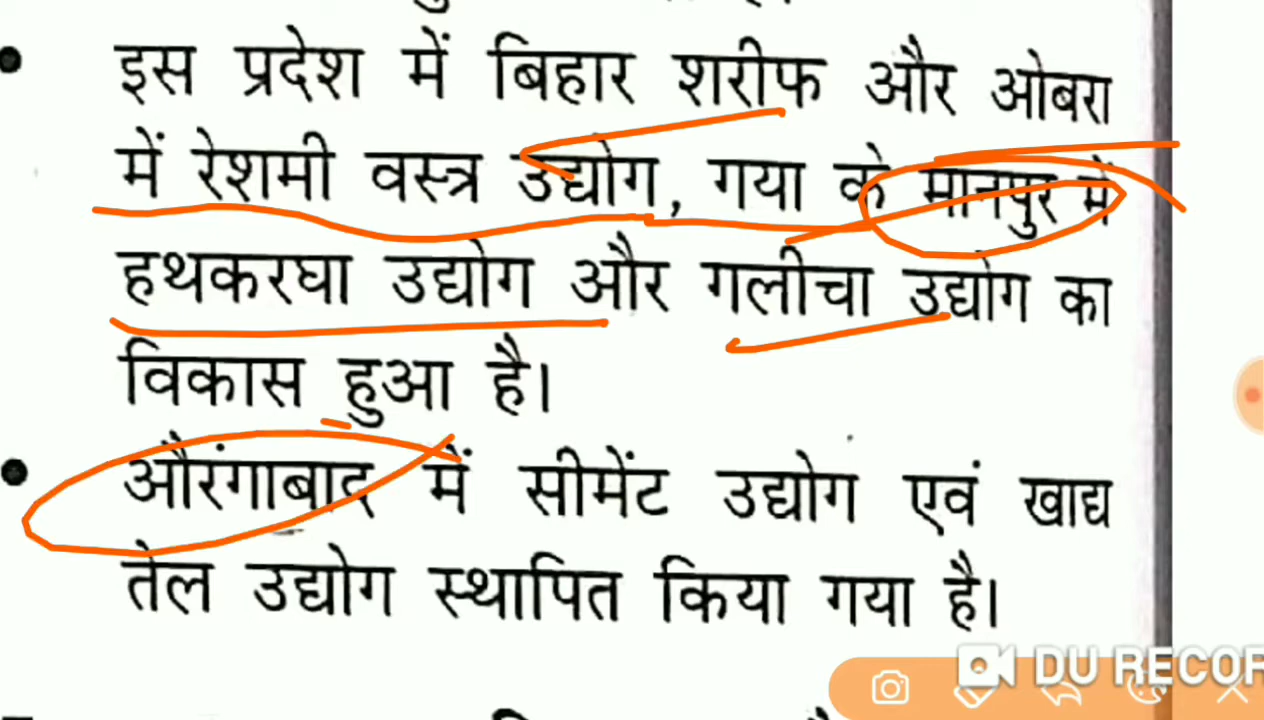 इस प्रदेश में बिहार शरीफ और ओबरा
में रेशमी वस्त्र उद्योग, गया के मानपुर में
हथकरघा उद्योग और गलीचा उद्योग का
विकास हुआ है।
औरंगाबाद में सीमेंट उद्योग एवं खाद्य
तेल उद्योग स्थापित किया गया है।
DU RECOR